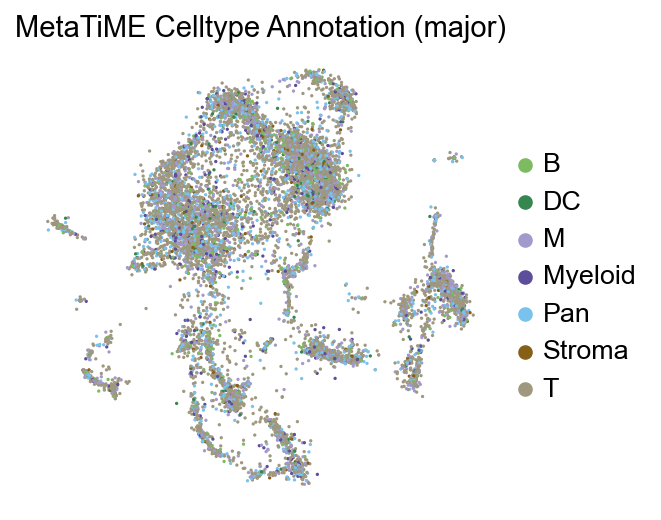 MetaTiME Celltype Annotation (major)
B
DC
M
Myeloid
Pan
Stroma
T